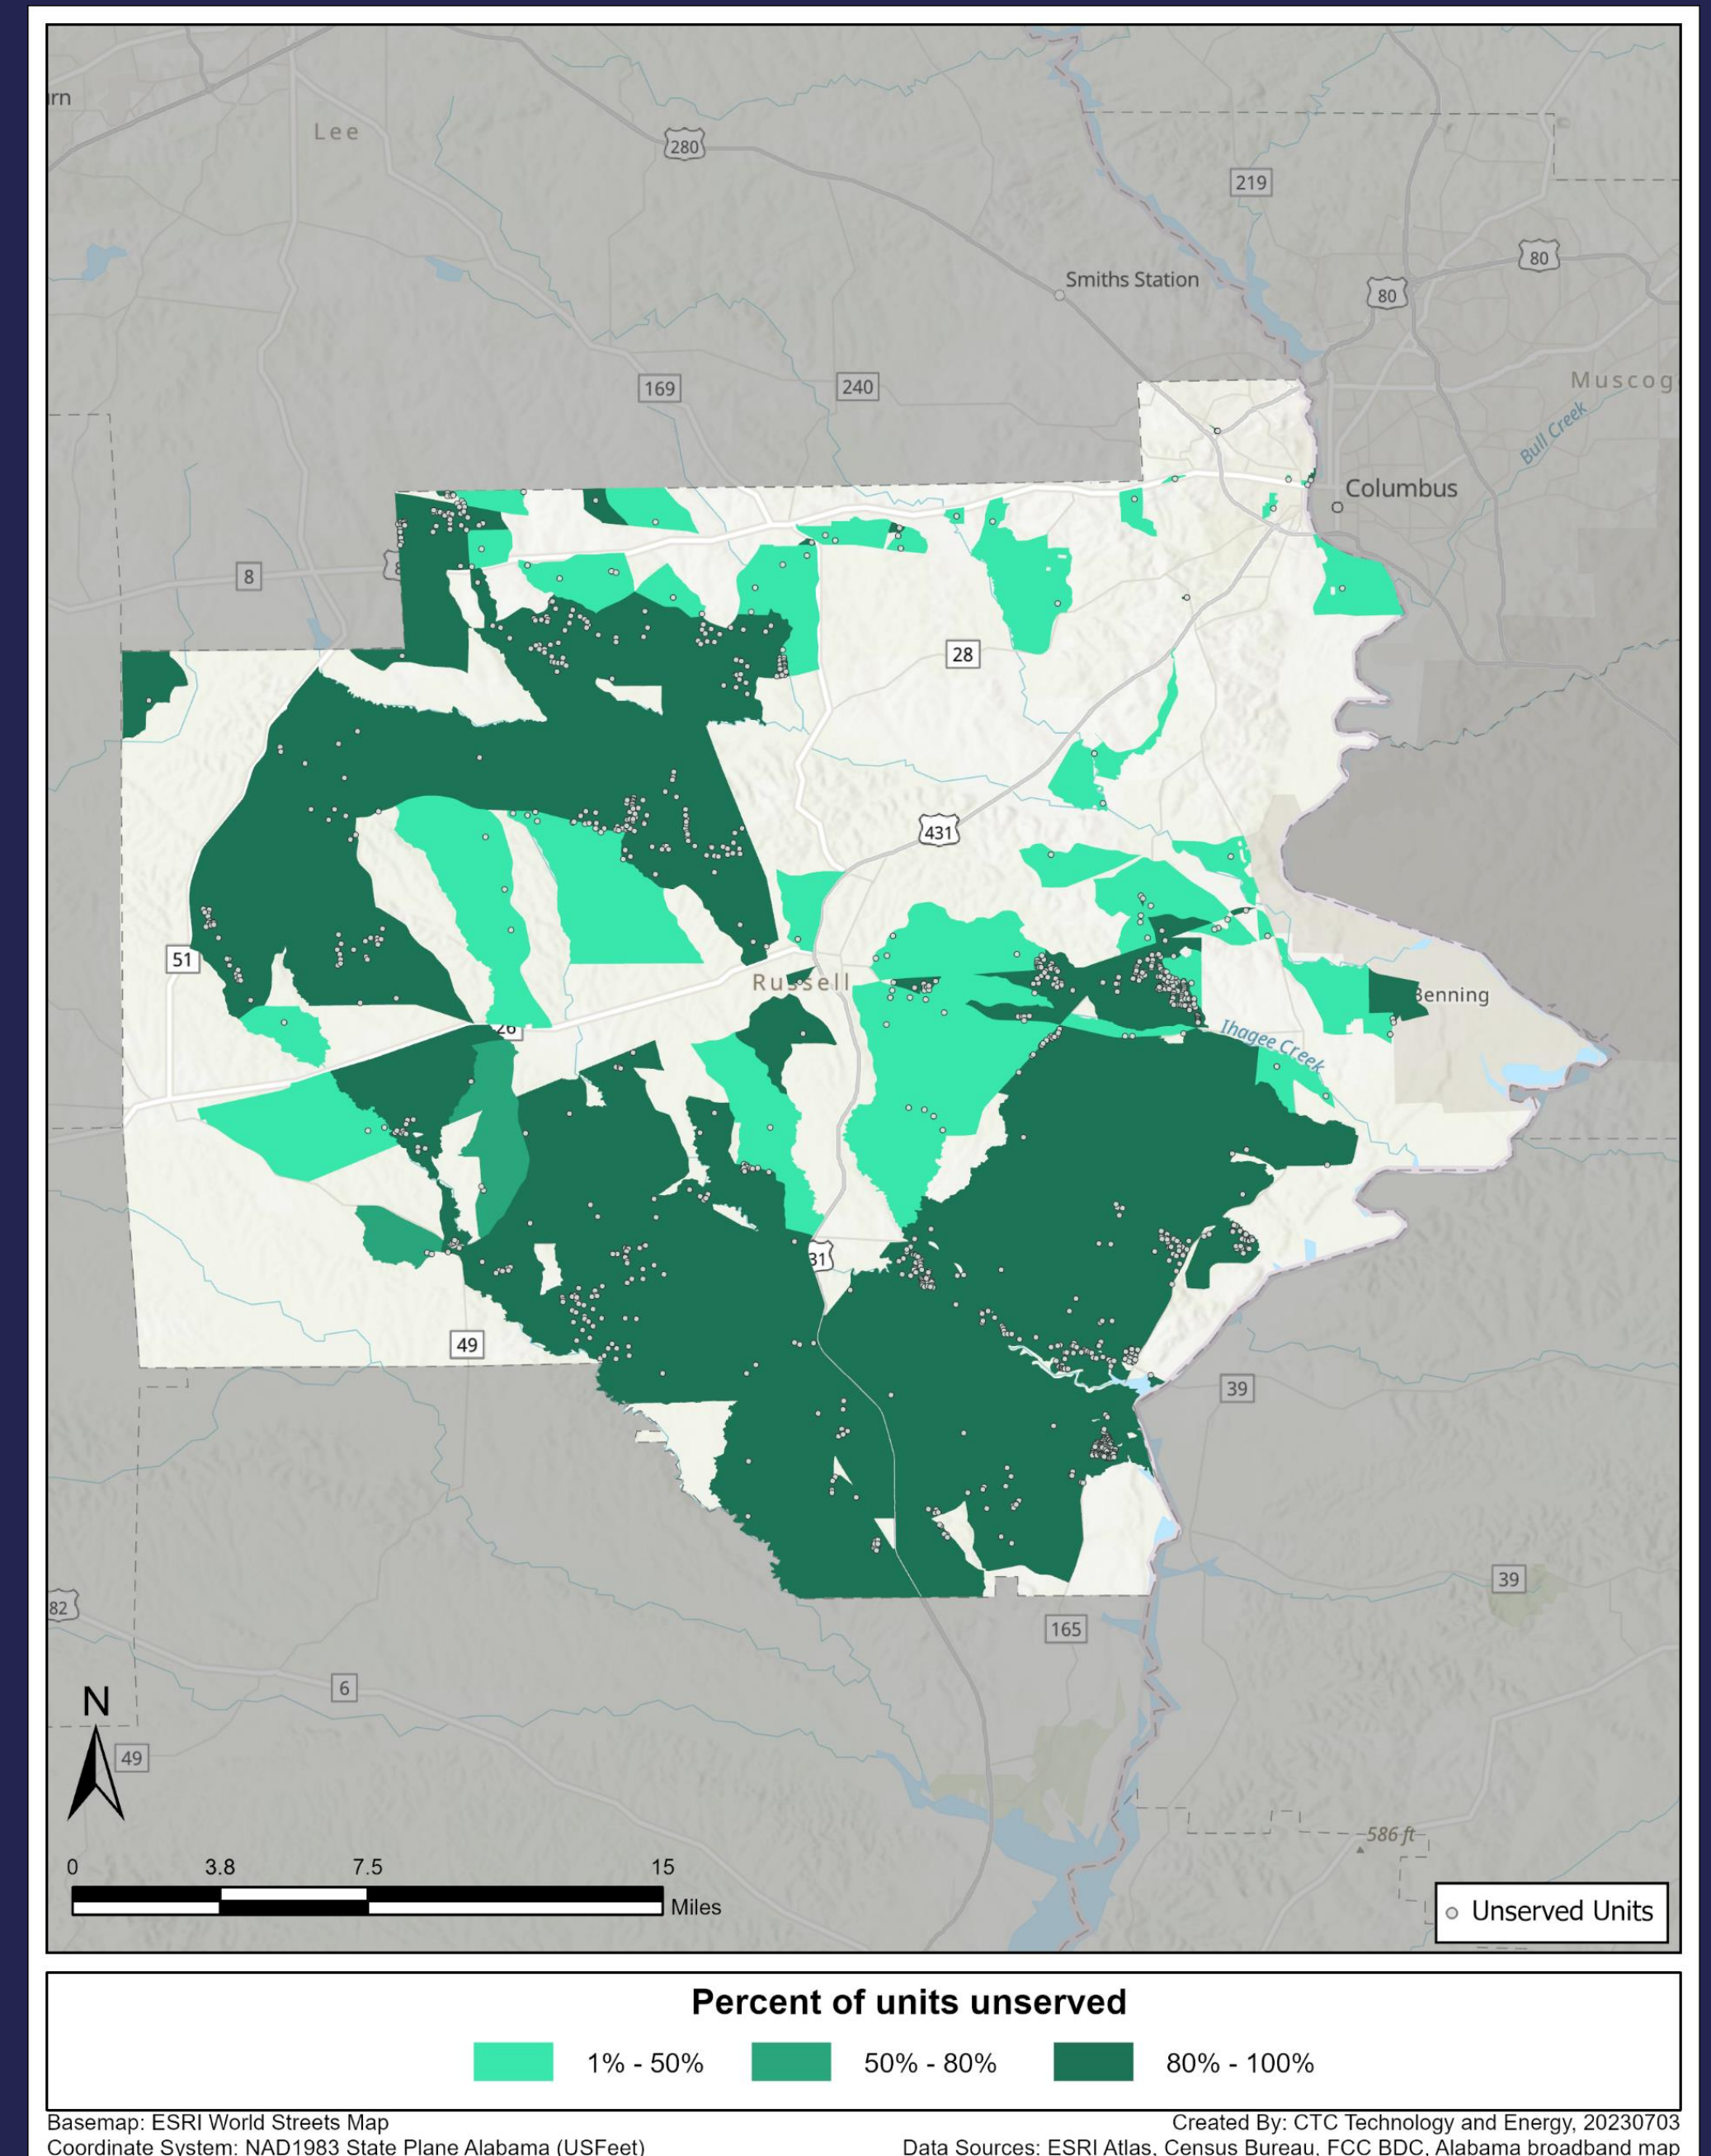 rn
Lee
280
219
80
Smiths Station
80
169
240
Muscog
Bull Creek
Columbus
8
8
28
431
51
Russell
Benning
26
Ihagee Creek
31
49
39
39
82
165
N
6
49
586 ft
0 3.8 7.5 15
Miles
Unserved Units
Percent of units unserved
1% - 50% 50% - 80% 80% - 100%
Basemap: ESRI World Streets Map
Created By: CTC Technology and Energy, 20230703
Coordinate System: NAD1983 State Plane Alabama (USFeet)
Data Sources: ESRI Atlas, Census Bureau, FCC BDC, Alabama broadband map